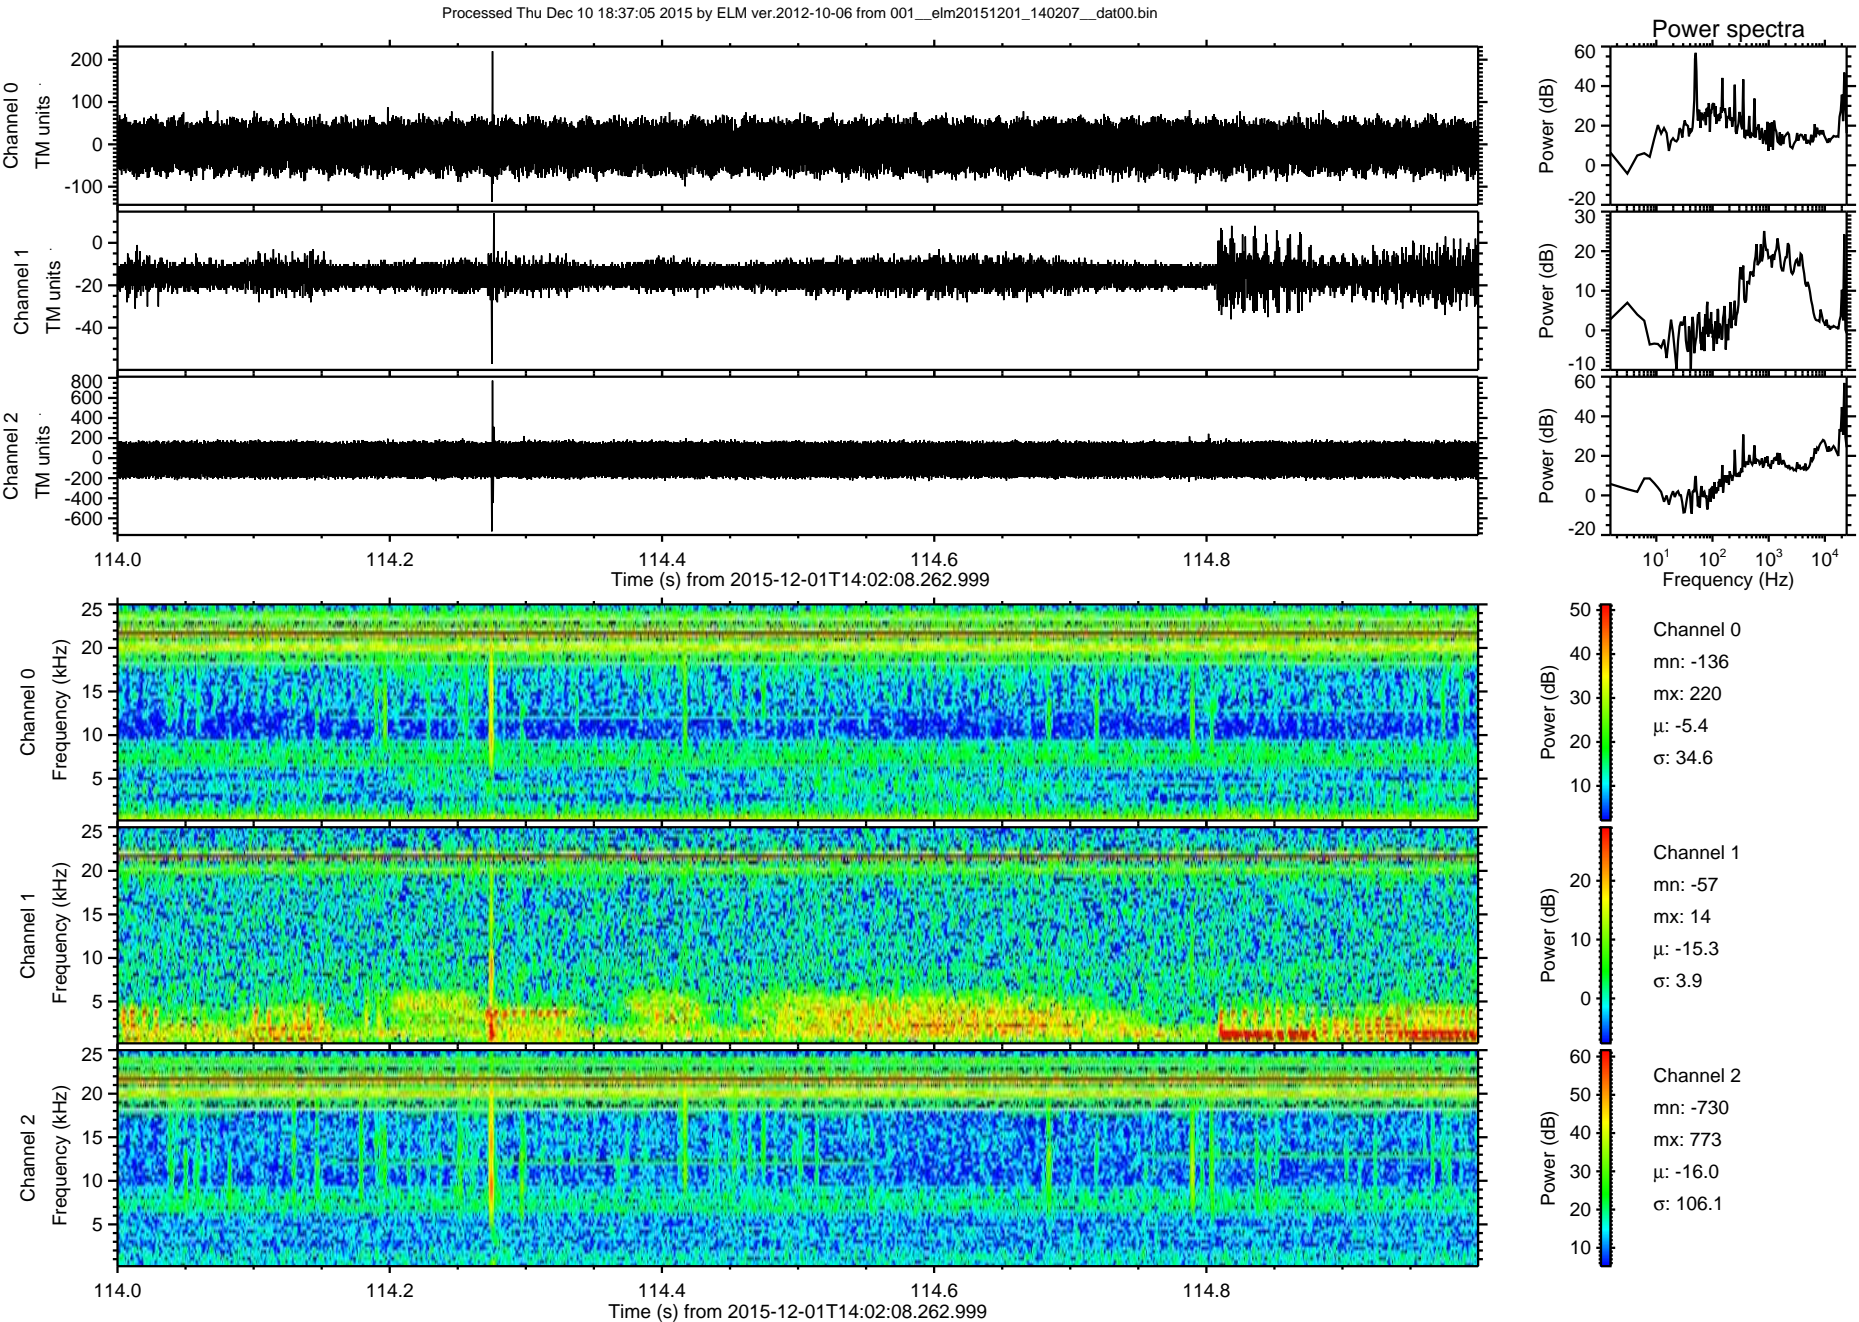 Processed Thu Dec 10 18:37:05 2015 by ELM ver.2012-10-06 from 001__elm20151201_140207__dat00.bin
Power spectra
Channel 0
TM units
200
100
0
-100
Power (dB)
60
40
20
0
-20
Channel 1
TM units
0
-20
-40
Power (dB)
30
20
10
0
-10
Channel 2
TM units
800
600
400
200
0
-200
-400
-600
Power (dB)
60
40
20
0
-20
114.0 114.2 114.4 114.6 114.8
Time (s) from 2015-12-01T14:02:08.262.999
10¹ 10² 10³ 10⁴
Frequency (Hz)
Channel 0
Frequency (kHz)
25
20
15
10
5
Power (dB)
50
40
30
20
10
Channel 0
mn: -136
mx: 220
μ: -5.4
σ: 34.6
Channel 1
Frequency (kHz)
25
20
15
10
5
Power (dB)
20
10
0
Channel 1
mn: -57
mx: 14
μ: -15.3
σ: 3.9
Channel 2
Frequency (kHz)
25
20
15
10
5
Power (dB)
60
50
40
30
20
10
Channel 2
mn: -730
mx: 773
μ: -16.0
σ: 106.1
114.0 114.2 114.4 114.6 114.8
Time (s) from 2015-12-01T14:02:08.262.999